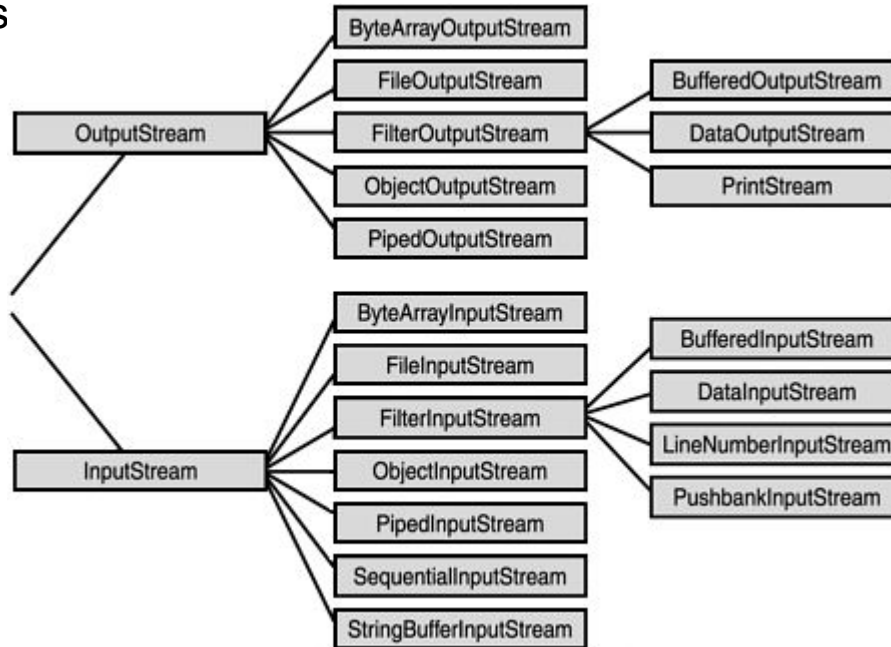 s
ByteArrayOutputStream
FileOutputStream
BufferedOutputStream
OutputStream
FilterOutputStream
DataOutputStream
ObjectOutputStream
PrintStream
PipedOutputStream
ByteArrayInputStream
BufferedInputStream
FileInputStream
DataInputStream
FilterInputStream
LineNumberInputStream
InputStream
ObjectInputStream
PushbankInputStream
PipedInputStream
SequentialInputStream
StringBufferInputStream